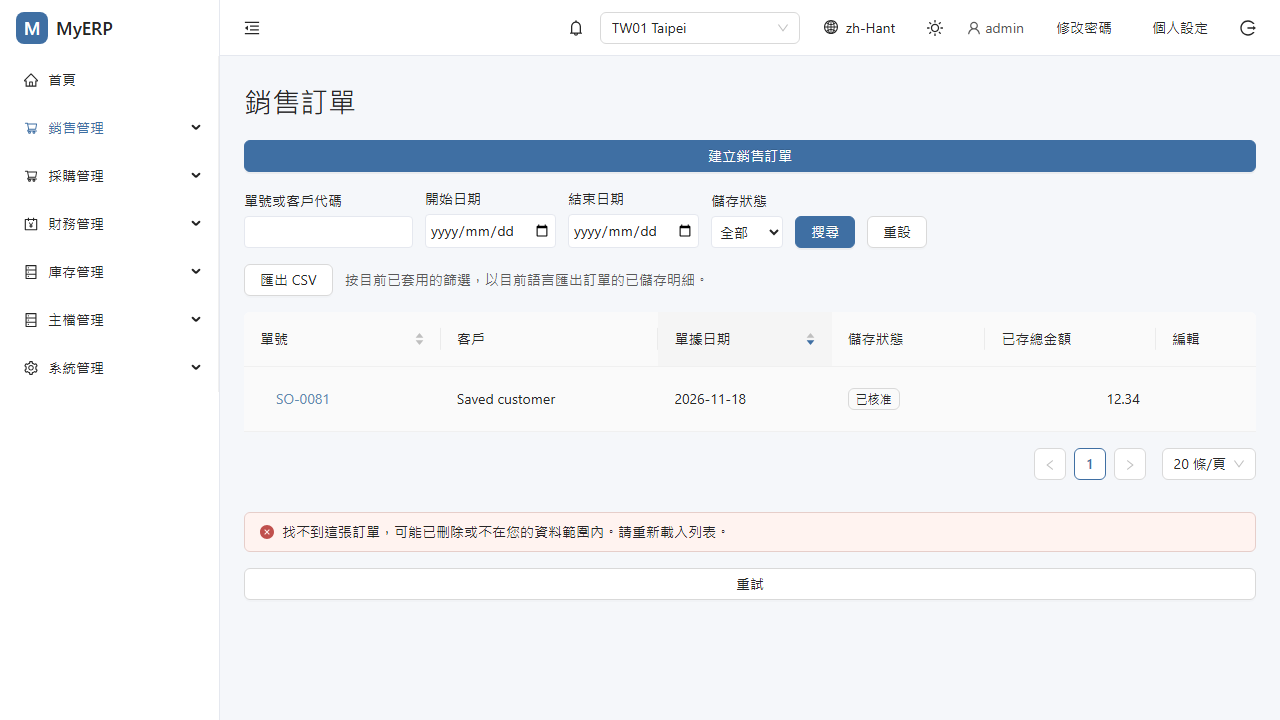 M MyERP
TW01 Taipei
zh-Hant
admin
修改密碼
個人設定
首頁
銷售管理
採購管理
財務管理
庫存管理
主檔管理
系統管理
銷售訂單
建立銷售訂單
單號或客戶代碼
開始日期
結束日期
儲存狀態
yyyy/mm/dd
yyyy/mm/dd
全部
搜尋
重設
匯出 CSV
按目前已套用的篩選，以目前語言匯出訂單的已儲存明細。
單號 客戶 單據日期 儲存狀態 已存總金額 編輯
SO-0081 Saved customer 2026-11-18 已核准 12.34
1
20 條/頁
找不到這張訂單，可能已刪除或不在您的資料範圍內。請重新載入列表。
重試